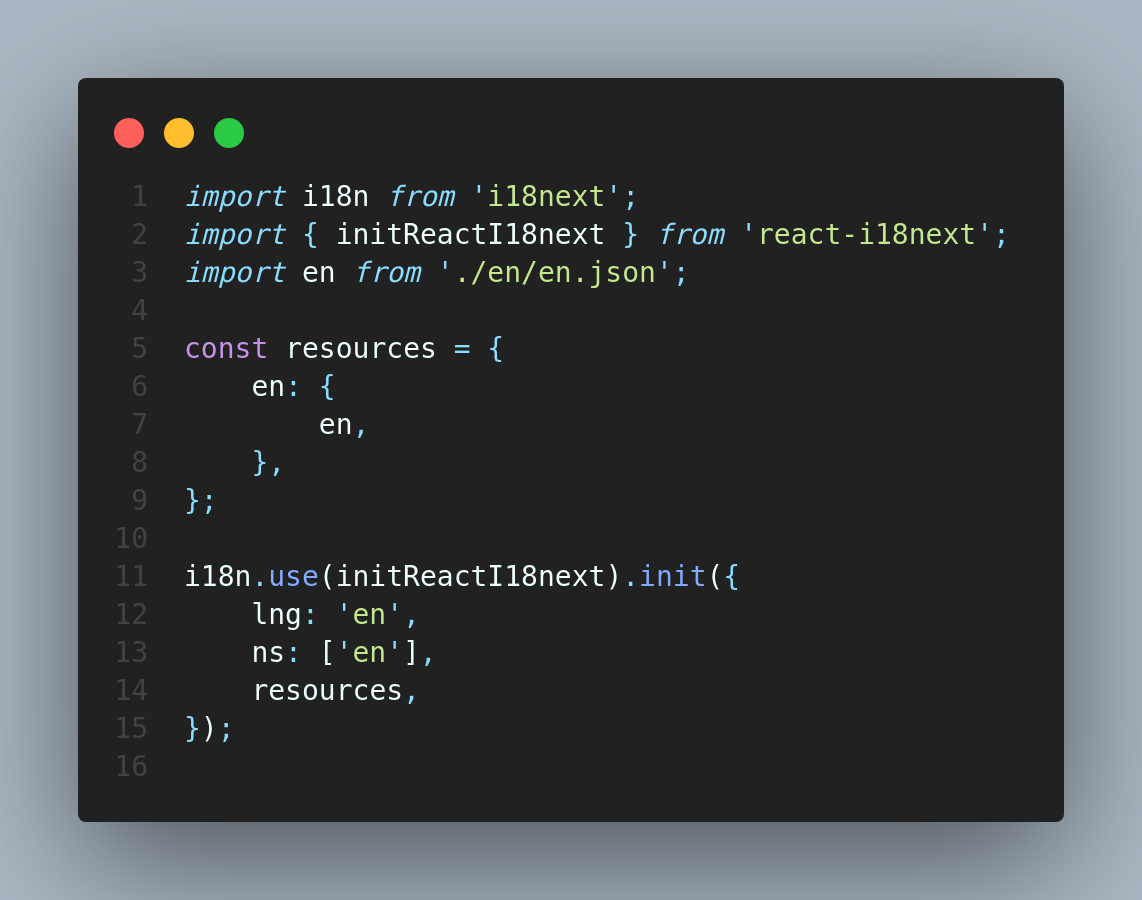 1 import i18n from 'i18next';
2 import { initReactI18next } from 'react-i18next';
3 import en from './en/en.json';
4
5 const resources = {
6     en: {
7         en,
8     },
9 };
10
11 i18n.use(initReactI18next).init({
12     lng: 'en',
13     ns: ['en'],
14     resources,
15 });
16